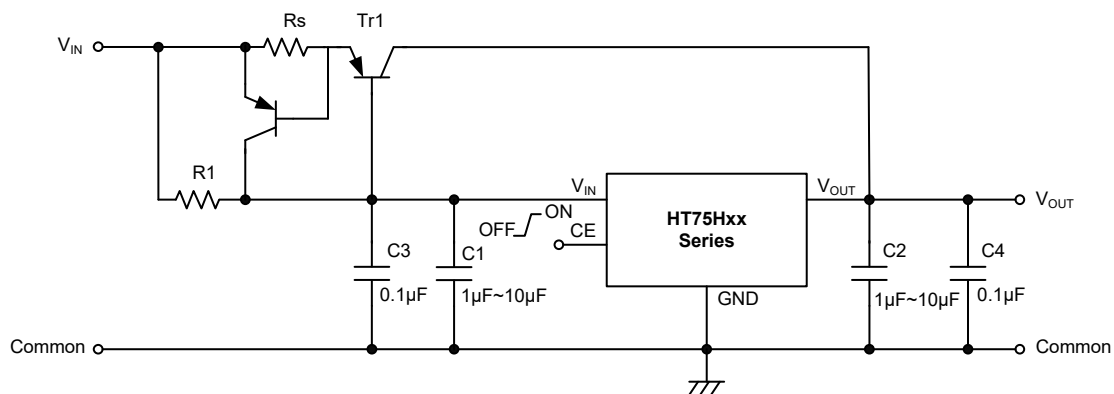 Rs
Tr1
VIN
R1
VIN
VOUT
OFF
ON
CE
HT75Hxx
Series
VOUT
C3
0.1µF
C1
1µF~10µF
GND
C2
1µF~10µF
C4
0.1µF
Common
Common